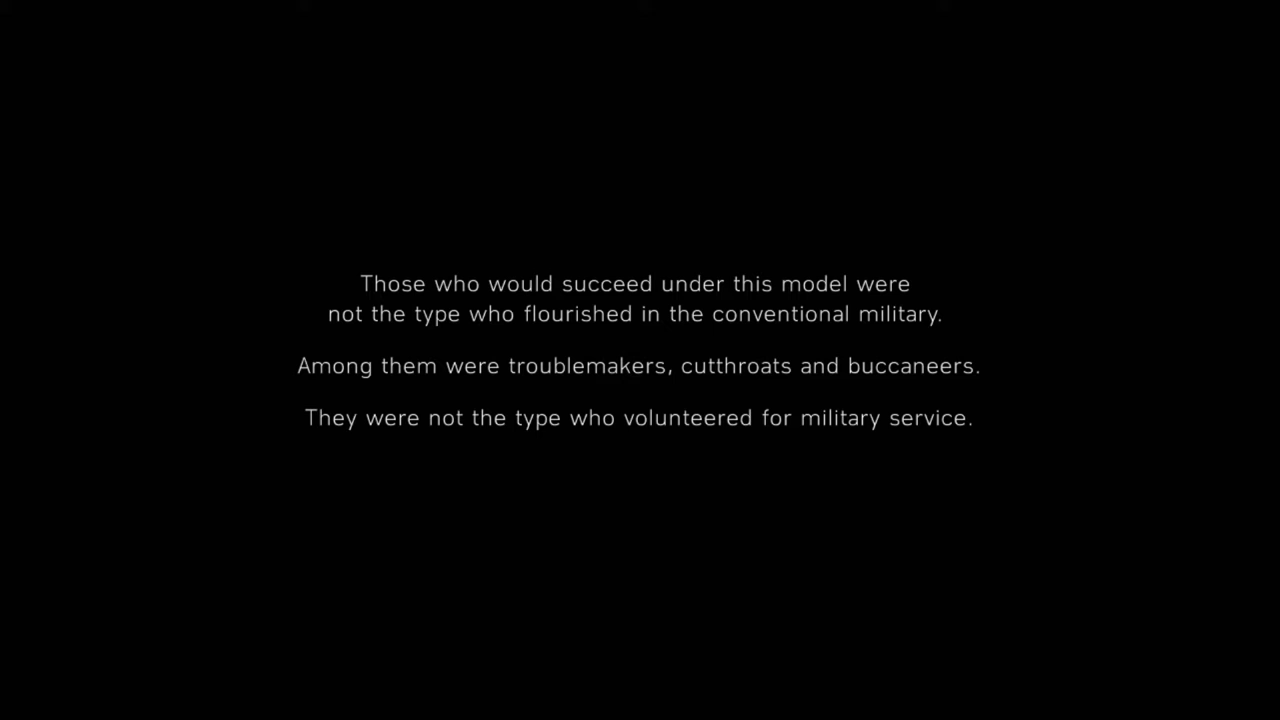 Those who would succeed under this model were
not the type who flourished in the conventional military.
Among them were troublemakers, cutthroats and buccaneers.
They were not the type who volunteered for military service.